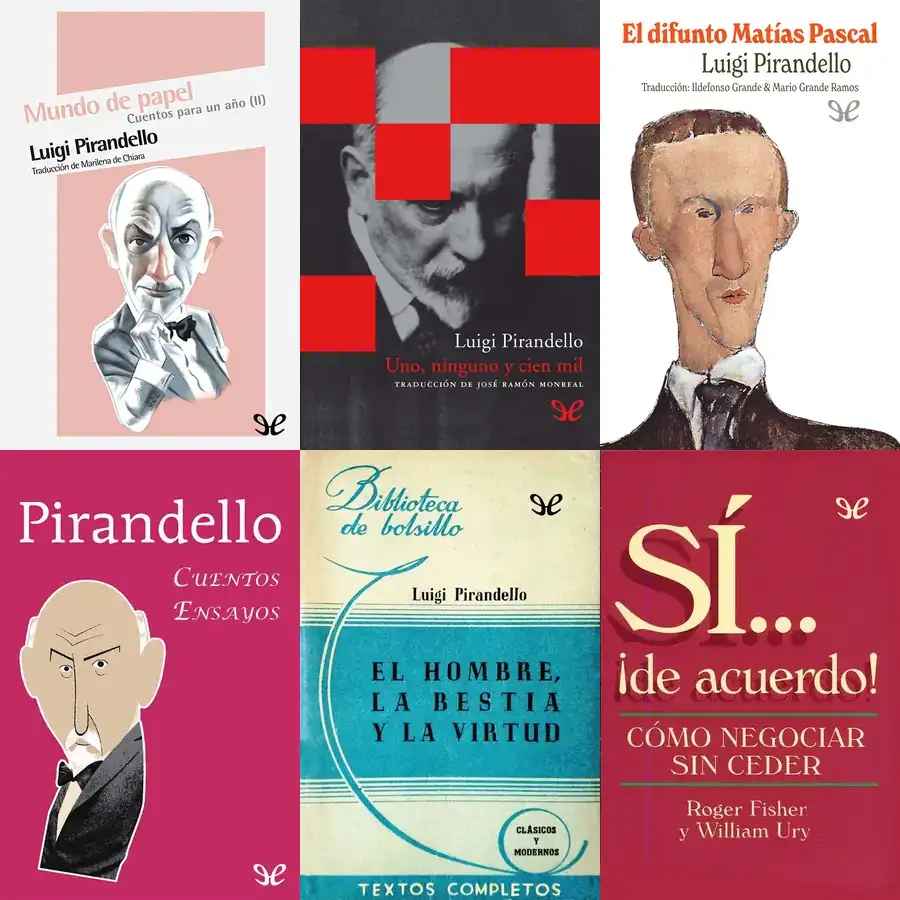 Mundo de papel
Cuentos para un año (II)
Luigi Pirandello
Traducción de Marilena de Chiara
Luigi Pirandello
Uno, ninguno y cien mil
TRADUCCIÓN DE JOSÉ RAMÓN MONREAL
El difunto Matías Pascal
Luigi Pirandello
Traducción: Ildefonso Grande & Mario Grande Ramos
Pirandello
CUENTOS
ENSAYOS
Biblioteca
de bolsillo
Luigi Pirandello
EL HOMBRE,
LA BESTIA
Y LA VIRTUD
CLÁSICOS
Y
MODERNOS
TEXTOS COMPLETOS
SÍ...
¡de acuerdo!
CÓMO NEGOCIAR
SIN CEDER
Roger Fisher
y William Ury